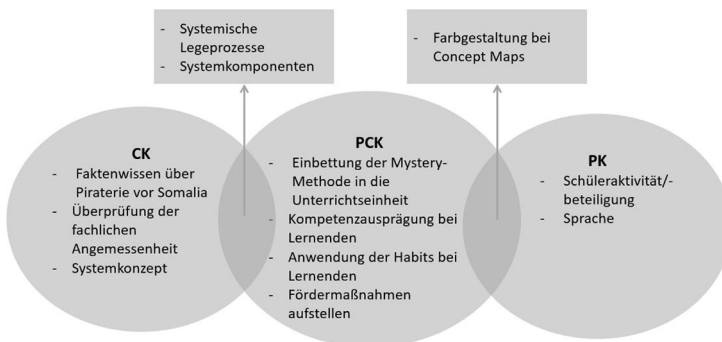 - Systemische
Legeprozesse
- Systemkomponenten
- Farbgestaltung bei
Concept Maps
CK
- Faktenwissen über
Piraterie vor Somalia
- Überprüfung der
fachlichen
Angemessenheit
- Systemkonzept
PCK
- Einbettung der Mystery-
Methode in die
Unterrichtseinheit
- Kompetenzausprägung bei
Lernenden
- Anwendung der Habits bei
Lernenden
- Fördermaßnahmen
aufstellen
PK
- Schüleraktivität/-
beteiligung
- Sprache